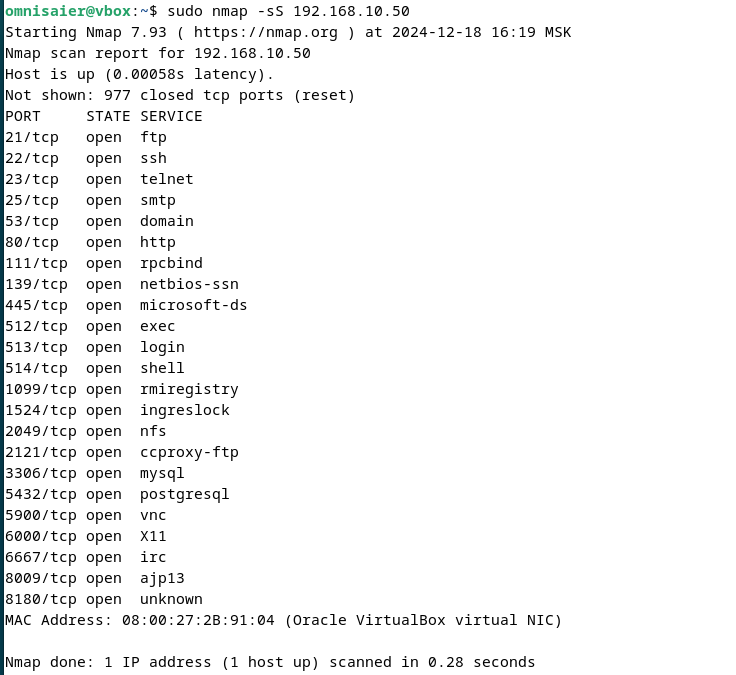 omnisaier@vbox:~$ sudo nmap -sS 192.168.10.50
Starting Nmap 7.93 ( https://nmap.org ) at 2024-12-18 16:19 MSK
Nmap scan report for 192.168.10.50
Host is up (0.00058s latency).
Not shown: 977 closed tcp ports (reset)
PORT     STATE SERVICE
21/tcp   open  ftp
22/tcp   open  ssh
23/tcp   open  telnet
25/tcp   open  smtp
53/tcp   open  domain
80/tcp   open  http
111/tcp  open  rpcbind
139/tcp  open  netbios-ssn
445/tcp  open  microsoft-ds
512/tcp  open  exec
513/tcp  open  login
514/tcp  open  shell
1099/tcp open  rmiregistry
1524/tcp open  ingreslock
2049/tcp open  nfs
2121/tcp open  ccproxy-ftp
3306/tcp open  mysql
5432/tcp open  postgresql
5900/tcp open  vnc
6000/tcp open  X11
6667/tcp open  irc
8009/tcp open  ajp13
8180/tcp open  unknown
MAC Address: 08:00:27:2B:91:04 (Oracle VirtualBox virtual NIC)
Nmap done: 1 IP address (1 host up) scanned in 0.28 seconds